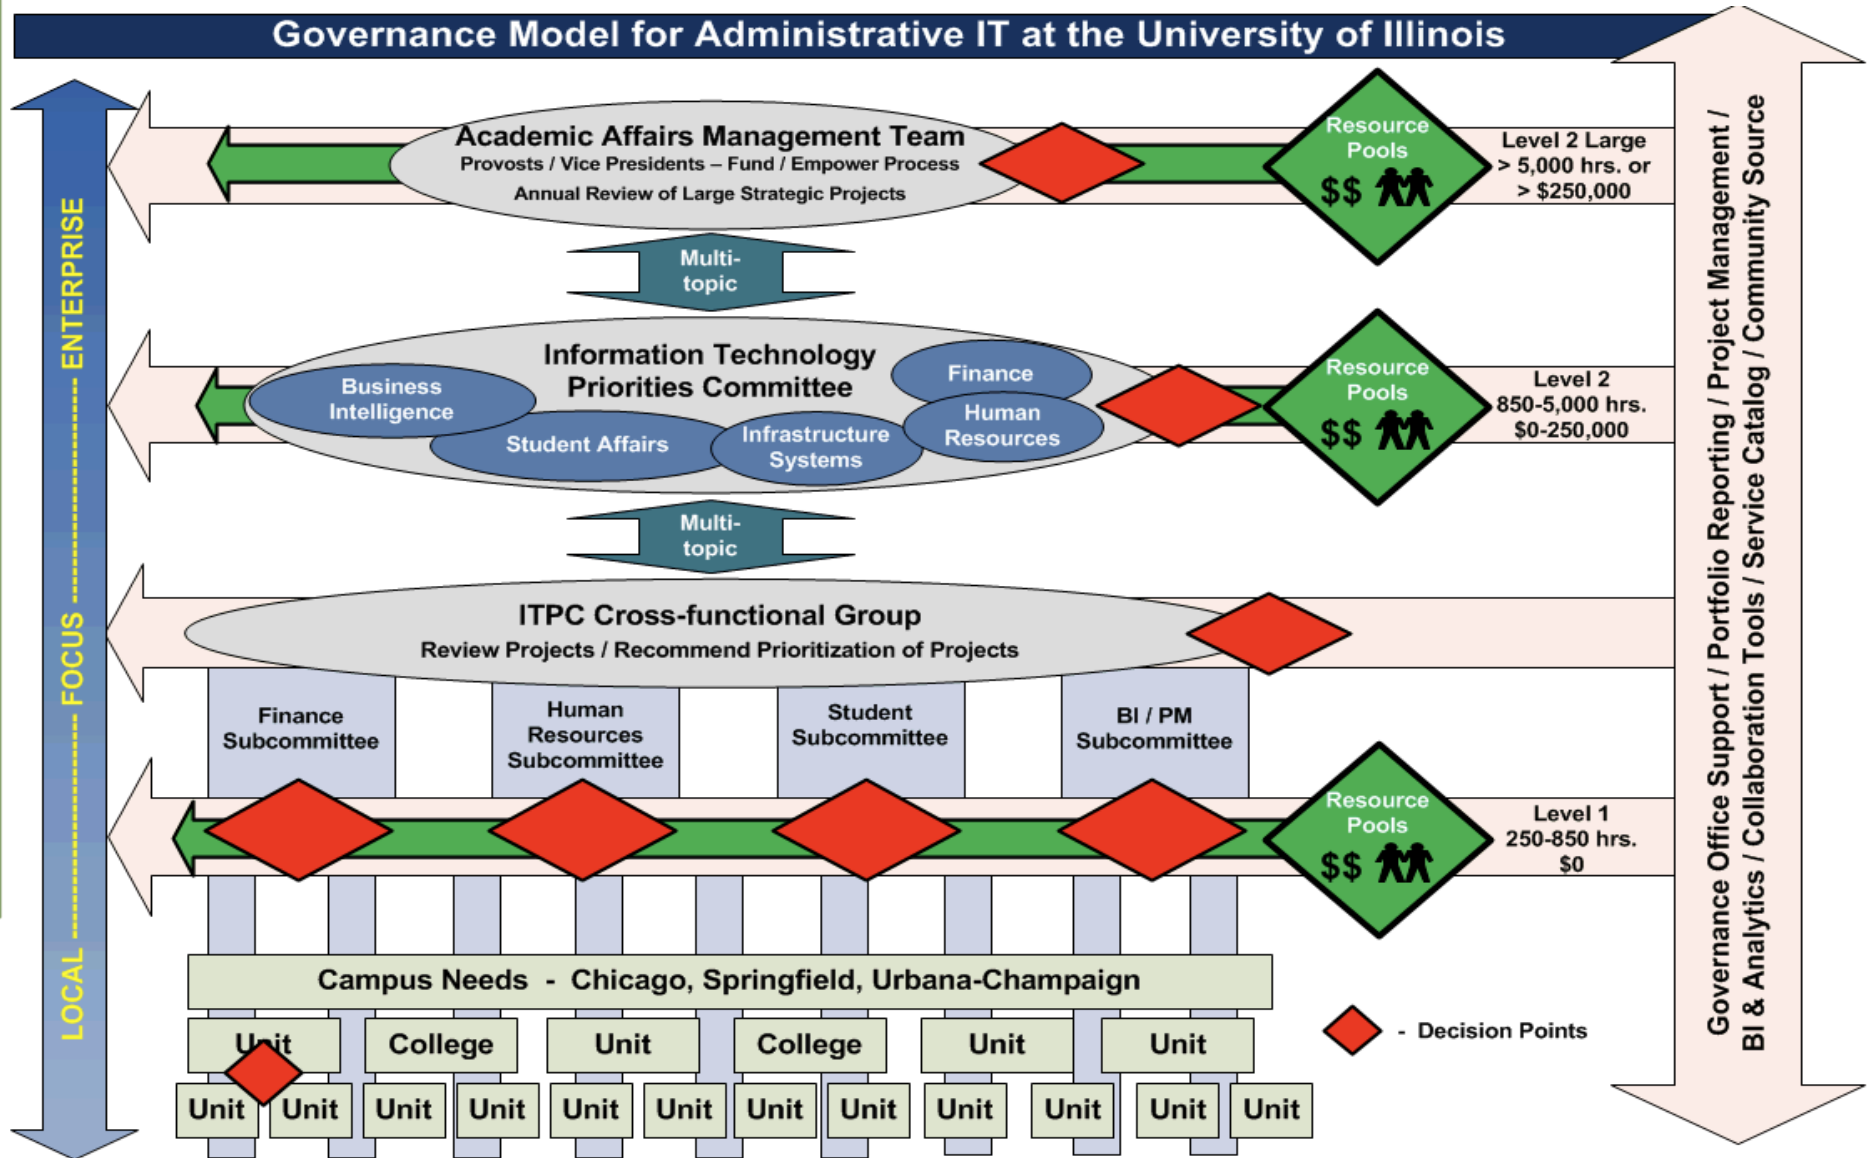 Governance Model for Administrative IT at the University of Illinois
LOCAL ---------------- FOCUS ---------------- ENTERPRISE
Academic Affairs Management Team
Provosts / Vice Presidents – Fund / Empower Process
Annual Review of Large Strategic Projects
Resource
Pools
$$
Level 2 Large
> 5,000 hrs. or
> $250,000
Multi-
topic
Information Technology
Priorities Committee
Business
Intelligence
Student Affairs
Infrastructure
Systems
Finance
Human
Resources
Resource
Pools
$$
Level 2
850-5,000 hrs.
$0-250,000
Multi-
topic
ITPC Cross-functional Group
Review Projects / Recommend Prioritization of Projects
Finance
Subcommittee
Human
Resources
Subcommittee
Student
Subcommittee
BI / PM
Subcommittee
Resource
Pools
$$
Level 1
250-850 hrs.
$0
Campus Needs - Chicago, Springfield, Urbana-Champaign
Unit
College
Unit
College
Unit
Unit
Unit
Unit
Unit
Unit
Unit
Unit
Unit
Unit
Unit
Unit
Unit
Unit
- Decision Points
Governance Office Support / Portfolio Reporting / Project Management /
BI & Analytics / Collaboration Tools / Service Catalog / Community Source